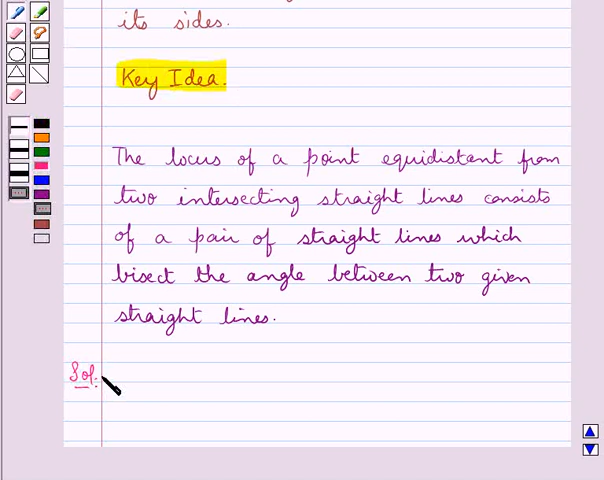 its sides.
Key Idea.
The locus of a point equidistant from
two intersecting straight lines consists
of a pair of straight lines which
bisect the angle between two given
straight lines.
Sol.